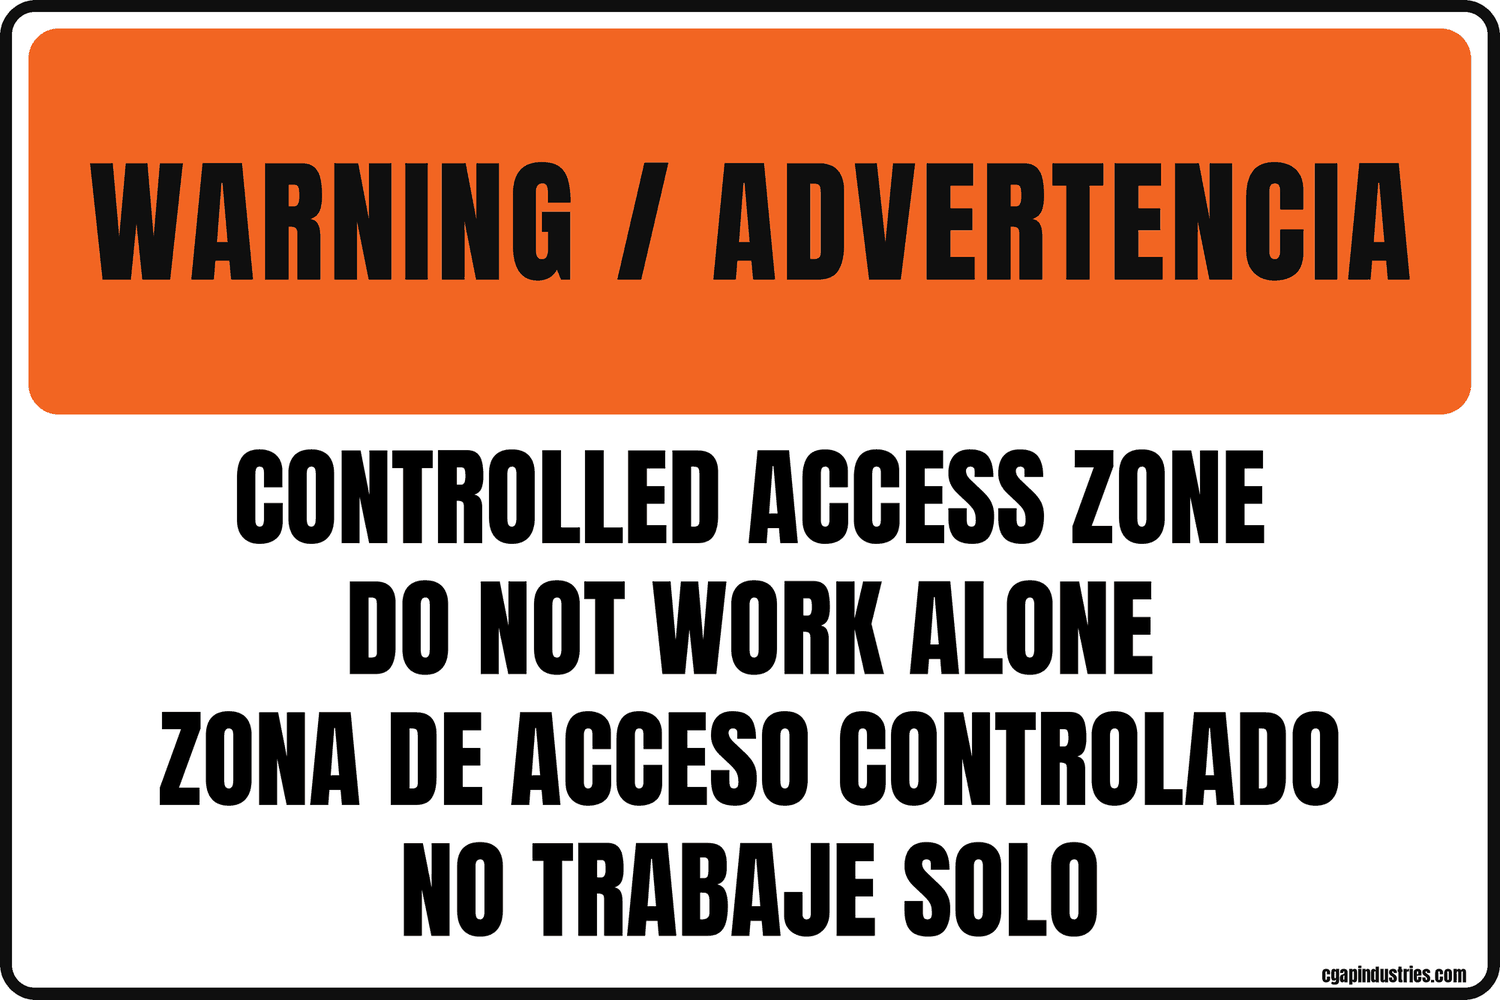 WARNING / ADVERTENCIA
CONTROLLED ACCESS ZONE
DO NOT WORK ALONE
ZONA DE ACCESO CONTROLADO
NO TRABAJE SOLO
cgapindustries.com